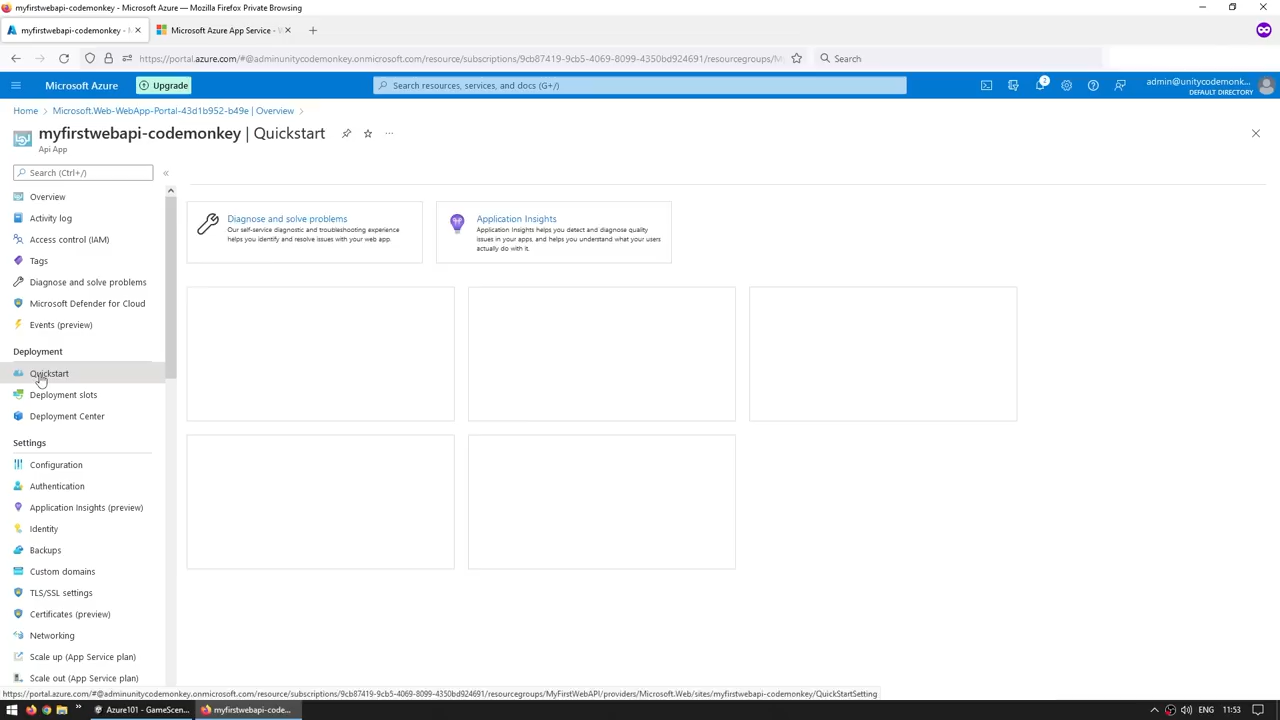 myfirstwebapi-codemonkey - Microsoft Azure — Mozilla Firefox Private Browsing
myfirstwebapi-codemonkey - M
Microsoft Azure App Service - W
https://portal.azure.com/#@adminunitycodemonkey.onmicrosoft.com/resource/subscriptions/9cb87419-9cb5-4069-8099-4350bd924691/resourcegroups/M
Search
Microsoft Azure
Upgrade
Search resources, services, and docs (G+/)
2
admin@unitycodemonk...
DEFAULT DIRECTORY
Home > Microsoft.Web-WebApp-Portal-43d1b952-b49e | Overview >
myfirstwebapi-codemonkey | Quickstart
...
Api App
Search (Ctrl+/)
«
Overview
Activity log
Access control (IAM)
Tags
Diagnose and solve problems
Microsoft Defender for Cloud
Events (preview)
Deployment
Quickstart
Deployment slots
Deployment Center
Settings
Configuration
Authentication
Application Insights (preview)
Identity
Backups
Custom domains
TLS/SSL settings
Certificates (preview)
Networking
Scale up (App Service plan)
Scale out (App Service plan)
Diagnose and solve problems
Our self-service diagnostic and troubleshooting experience
helps you identify and resolve issues with your web app.
Application Insights
Application Insights helps you detect and diagnose quality
issues in your apps, and helps you understand what your users
actually do with it.
https://portal.azure.com/#@adminunitycodemonkey.onmicrosoft.com/resource/subscriptions/9cb87419-9cb5-4069-8099-4350bd924691/resourcegroups/MyFirstWebAPI/providers/Microsoft.Web/sites/myfirstwebapi-codemonkey/QuickStartSetting
Azure101 - GameScen...
myfirstwebapi-code...
ENG
11:53